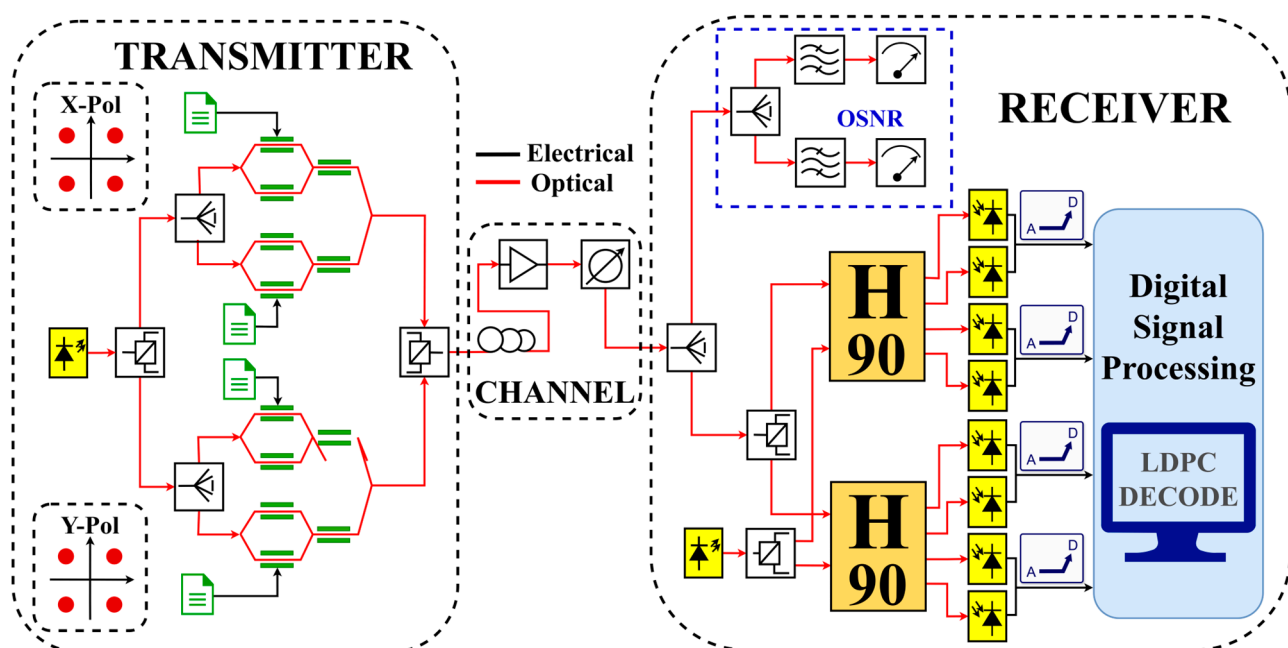 TRANSMITTER
X-Pol
Y-Pol
Electrical
Optical
CHANNEL
RECEIVER
OSNR
H
90
H
90
A D
A D
A D
A D
Digital
Signal
Processing
LDPC
DECODE